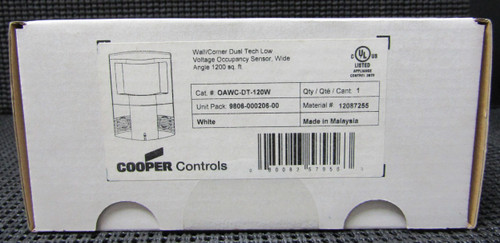 Wall/Corner Dual Tech Low
Voltage Occupancy Sensor, Wide
Angle 1200 sq. ft.
C UL US
LISTED
Cat. # OAWC-DT-120W
Qty / Qté / Cant: 1
Unit Pack 9806-000206-00
Material # 12087255
White
Made in Malaysia
COOPER Controls